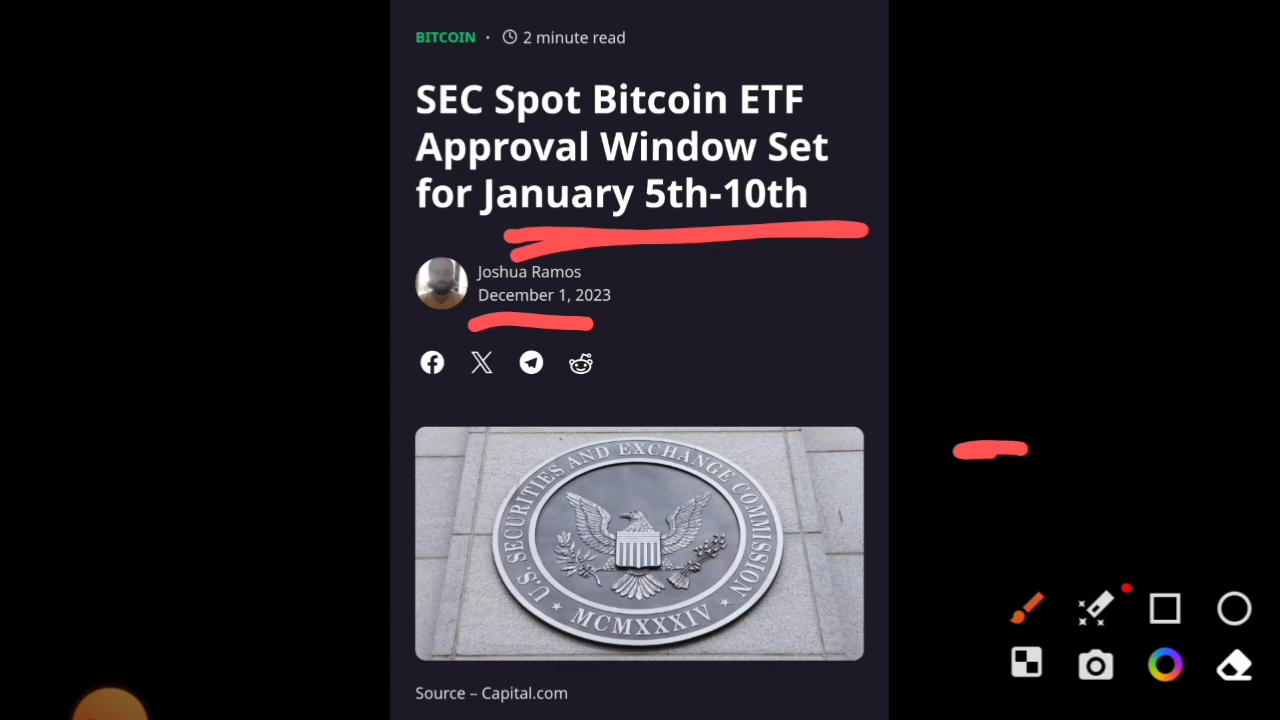 BITCOIN · 2 minute read
SEC Spot Bitcoin ETF
Approval Window Set
for January 5th-10th
Joshua Ramos
December 1, 2023
U.S. SECURITIES AND EXCHANGE COMMISSION
MCMXXXIV
Source – Capital.com